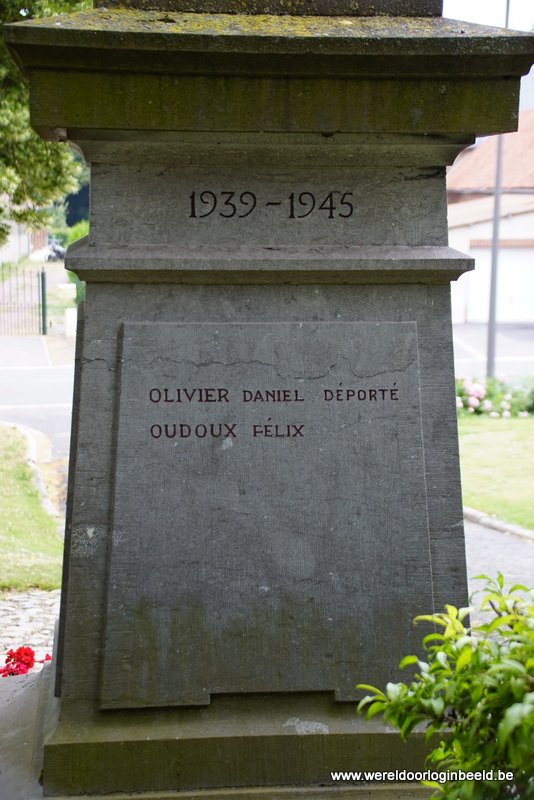 1939-1945
OLIVIER DANIEL DÉPORTÉ
OUDOUX FÉLIX
www.wereldoorloginbeeld.be